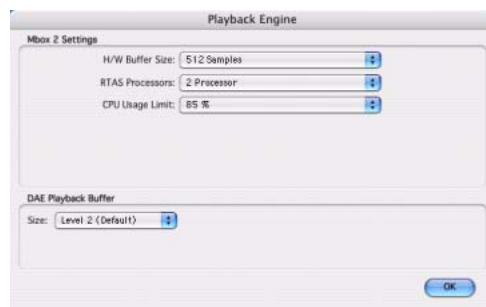 Playback Engine
Mbox 2 Settings
H/W Buffer Size: 512 Samples
RTAS Processors: 2 Processor
CPU Usage Limit: 85 %
DAE Playback Buffer
Size: Level 2 (Default)
OK